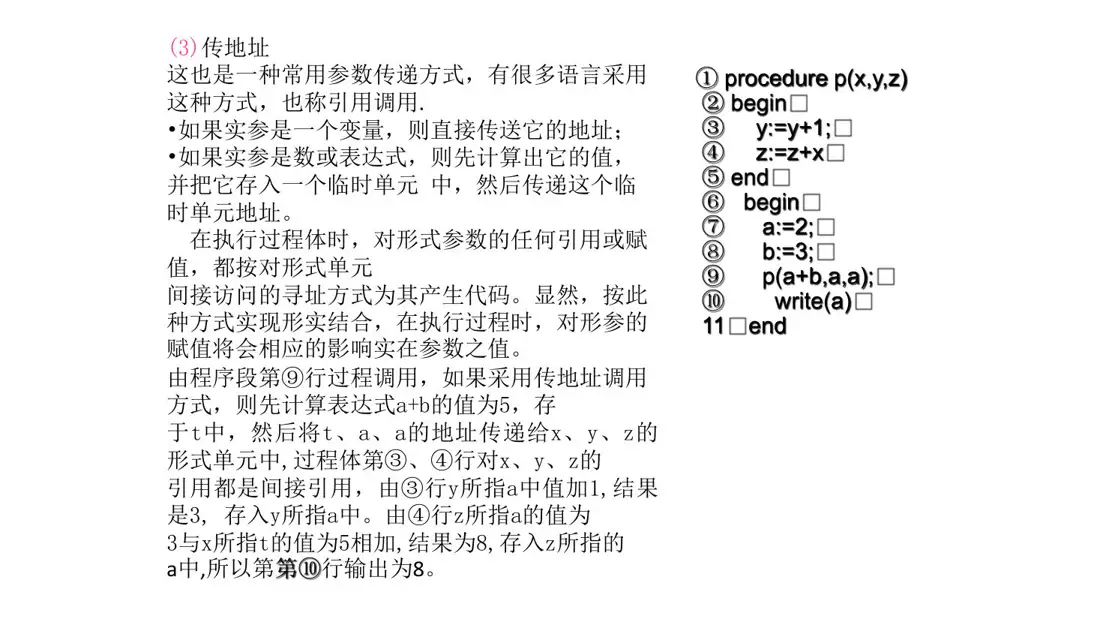 (3)传地址
这也是一种常用参数传递方式，有很多语言采用
这种方式，也称引用调用.
•如果实参是一个变量，则直接传送它的地址；
•如果实参是数或表达式，则先计算出它的值，
并把它存入一个临时单元 中，然后传递这个临
时单元地址。
在执行过程体时，对形式参数的任何引用或赋
值，都按对形式单元
间接访问的寻址方式为其产生代码。显然，按此
种方式实现形实结合，在执行过程时，对形参的
赋值将会相应的影响实在参数之值。
由程序段第⑨行过程调用，如果采用传地址调用
方式，则先计算表达式a+b的值为5，存
于t中，然后将t、a、a的地址传递给x、y、z的
形式单元中,过程体第③、④行对x、y、z的
引用都是间接引用，由③行y所指a中值加1,结果
是3, 存入y所指a中。由④行z所指a的值为
3与x所指t的值为5相加,结果为8,存入z所指的
a中,所以第第⑩行输出为8。
① procedure p(x,y,z)
② begin□
③ y:=y+1;□
④ z:=z+x□
⑤ end□
⑥ begin□
⑦ a:=2;□
⑧ b:=3;□
⑨ p(a+b,a,a);□
⑩ write(a)□
11□end